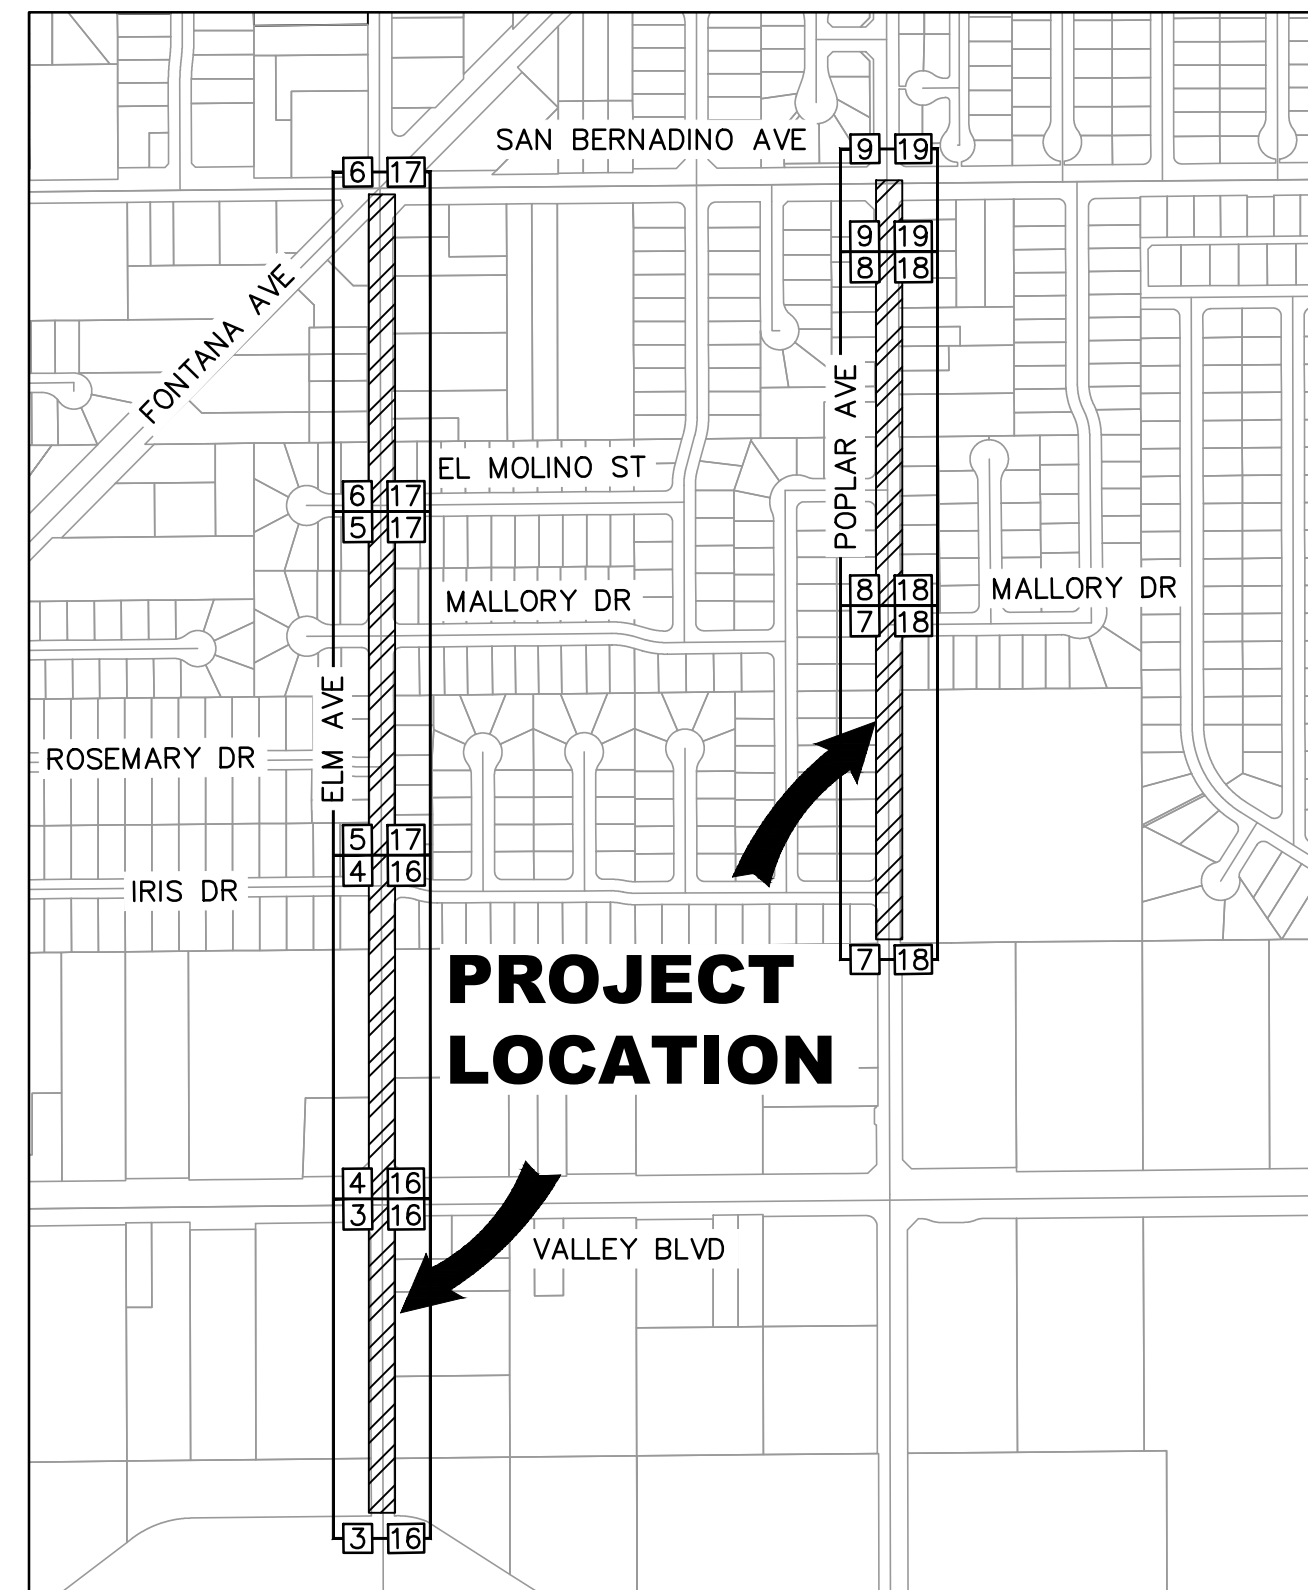 SAN BERNADINO AVE
9 19
6 17
9 19
8 18
FONTANA AVE
POPLAR AVE
EL MOLINO ST
6 17
5 17
8 18
7 18
MALLORY DR
MALLORY DR
ELM AVE
ROSEMARY DR
5 17
4 16
IRIS DR
7 18
PROJECT
LOCATION
4 16
3 16
VALLEY BLVD
3 16